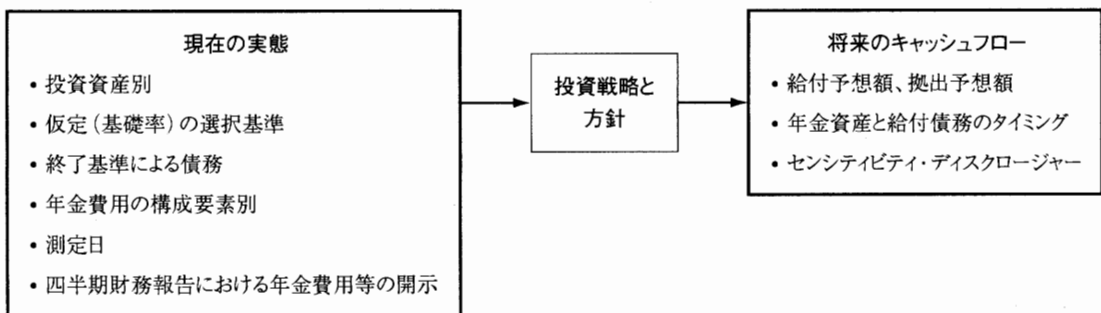 現在の実態
• 投資資産別
• 仮定(基礎率)の選択基準
• 終了基準による債務
• 年金費用の構成要素別
• 測定日
• 四半期財務報告における年金費用等の開示
投資戦略と
方針
将来のキャッシュフロー
• 給付予想額、拠出予想額
• 年金資産と給付債務のタイミング
• センシティビティ・ディスクロージャー